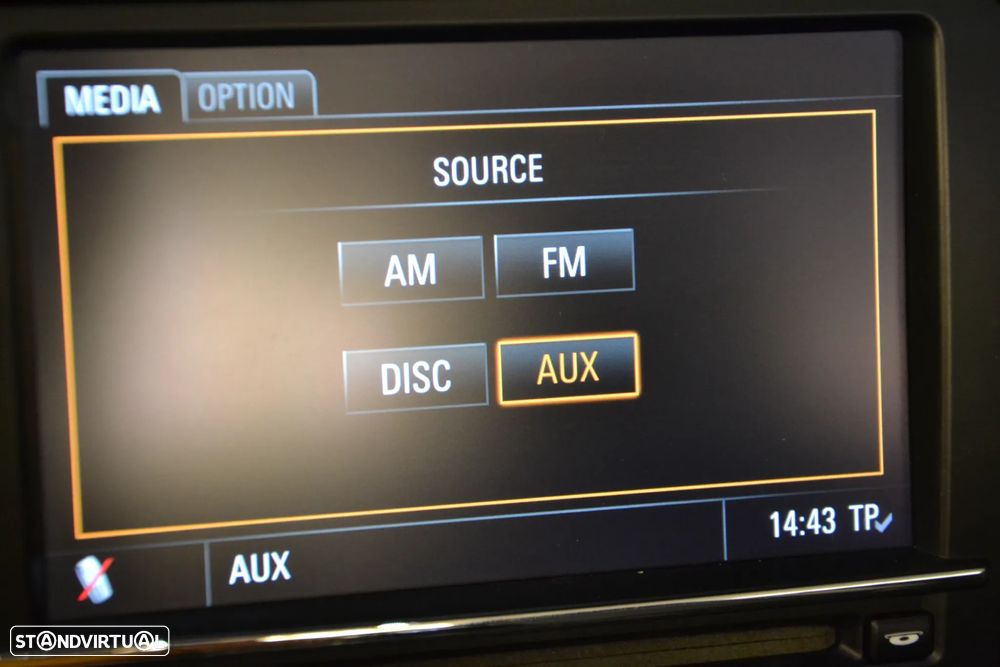 MEDIA OPTION
SOURCE
AM FM
DISC AUX
AUX 14:43 TP
STANDVIRTUAL